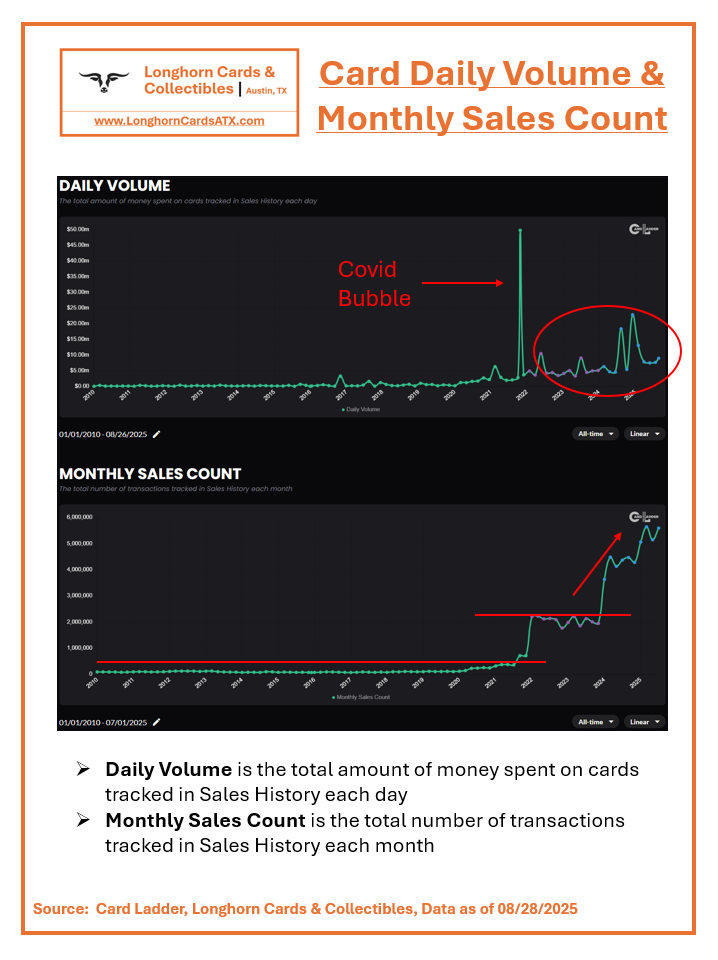 Longhorn Cards &
Collectibles | Austin, TX
www.LonghornCardsATX.com
Card Daily Volume &
Monthly Sales Count
DAILY VOLUME
The total amount of money spent on cards tracked in Sales History each day
CARD LADDER
$50.00m
$45.00m
$40.00m
$35.00m
$30.00m
$25.00m
$20.00m
$15.00m
$10.00m
$5.00m
$0.00
Covid
Bubble
2010 2011 2012 2013 2014 2015 2016 2017 2018 2019 2020 2021 2022 2023 2024 2025
Daily Volume
01/01/2010 - 08/26/2025
All-time
Linear
MONTHLY SALES COUNT
The total number of transactions tracked in Sales History each month
CARD LADDER
6,000,000
5,000,000
4,000,000
3,000,000
2,000,000
1,000,000
0
2010 2011 2012 2013 2014 2015 2016 2017 2018 2019 2020 2021 2022 2023 2024 2025
Monthly Sales Count
01/01/2010 - 07/01/2025
All-time
Linear
➢ Daily Volume is the total amount of money spent on cards
tracked in Sales History each day
➢ Monthly Sales Count is the total number of transactions
tracked in Sales History each month
Source: Card Ladder, Longhorn Cards & Collectibles, Data as of 08/28/2025